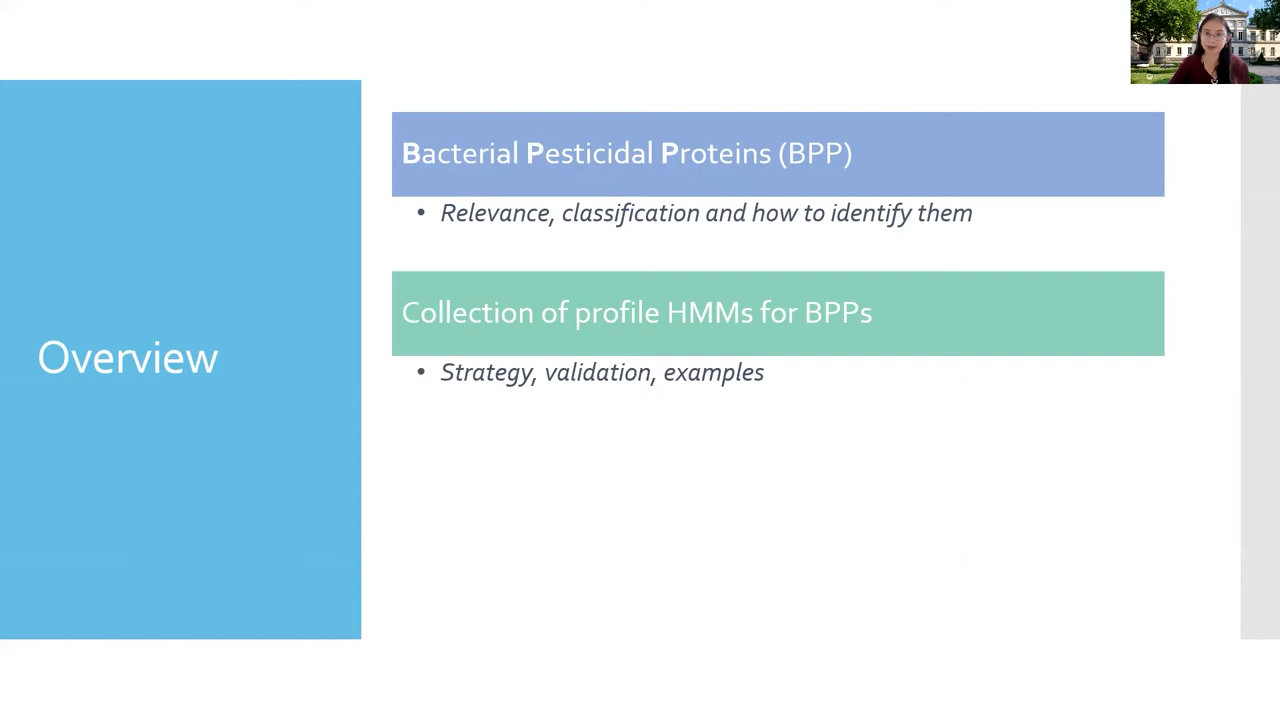 Overview
Bacterial Pesticidal Proteins (BPP)
• Relevance, classification and how to identify them
Collection of profile HMMs for BPPs
• Strategy, validation, examples